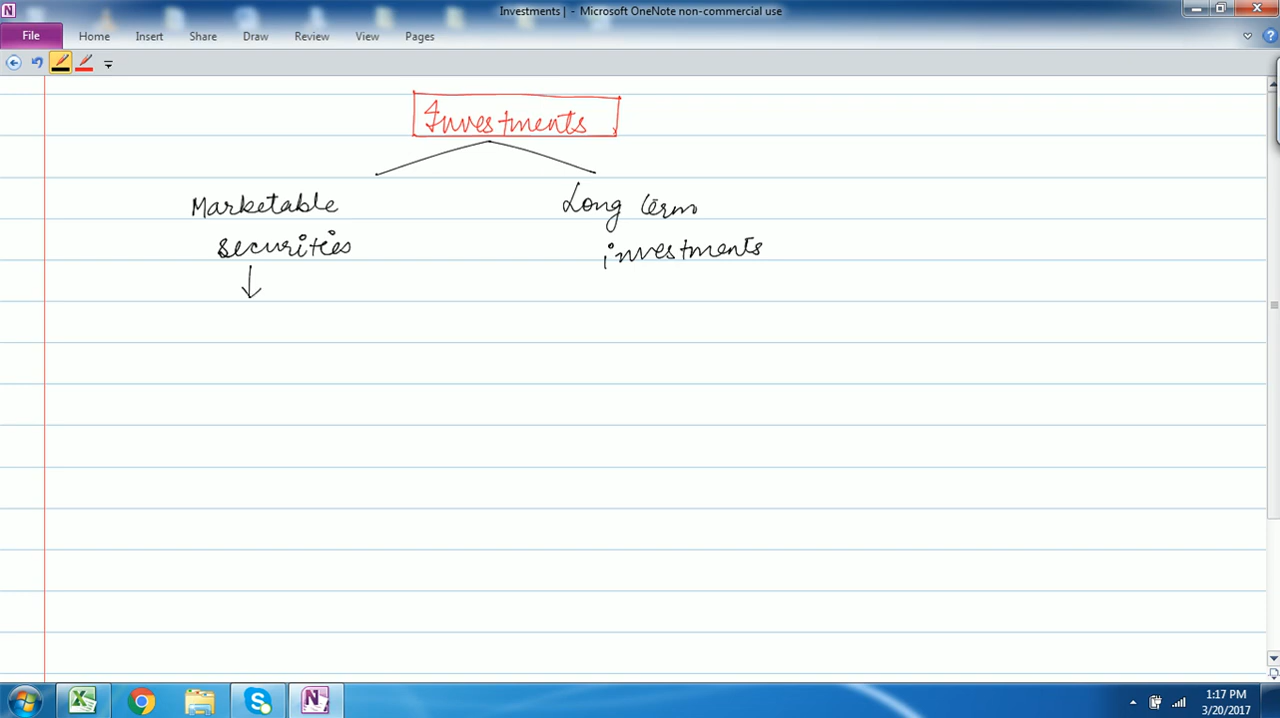 Investments | - Microsoft OneNote non-commercial use
File Home Insert Share Draw Review View Pages
Investments
Marketable Long term
securities investments
1:17 PM
3/20/2017